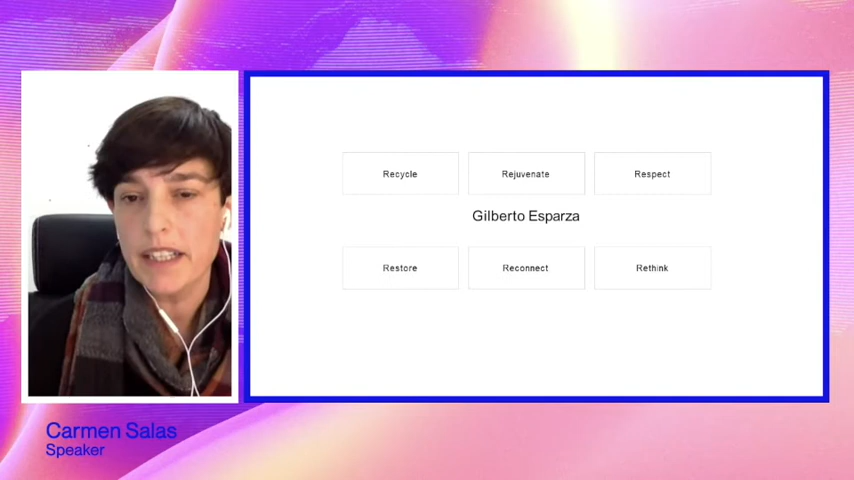 Recycle
Rejuvenate
Respect
Gilberto Esparza
Restore
Reconnect
Rethink
Carmen Salas
Speaker